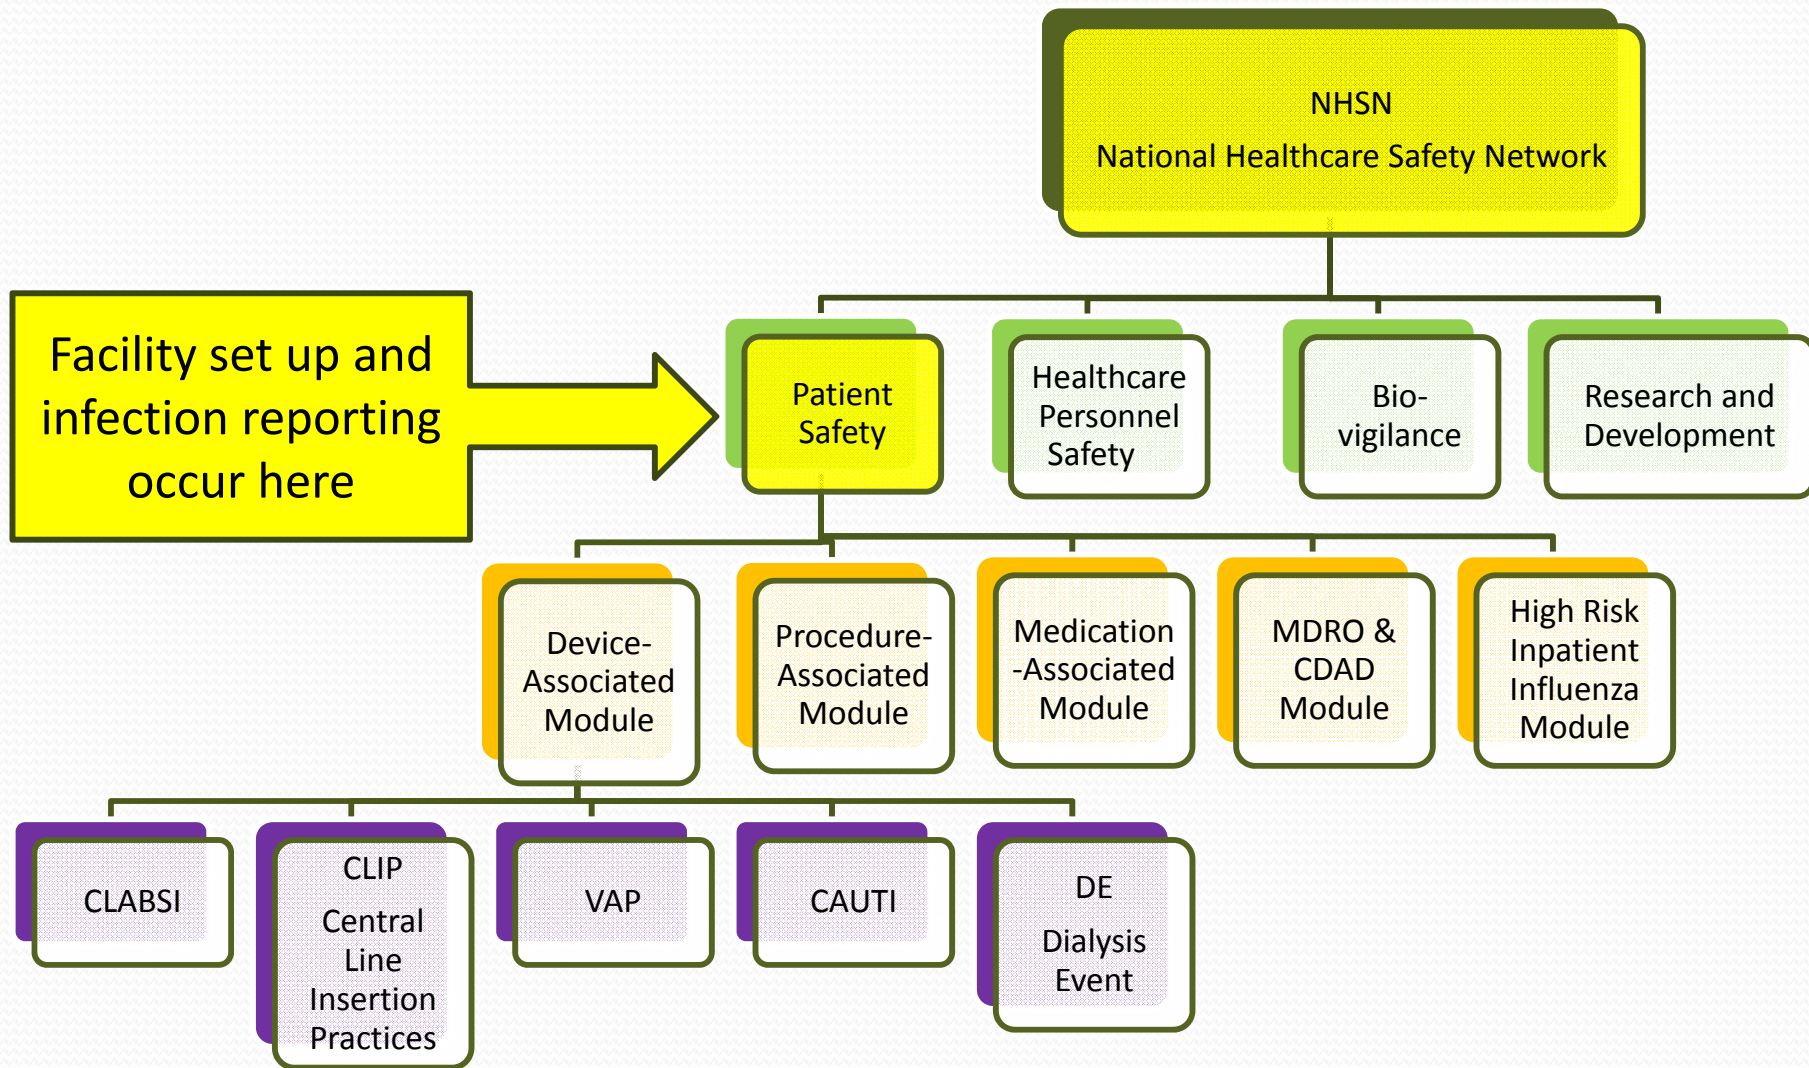 NHSN
National Healthcare Safety Network
Facility set up and
infection reporting
occur here
Patient
Safety
Healthcare
Personnel
Safety
Bio-
vigilance
Research and
Development
Device-
Associated
Module
Procedure-
Associated
Module
Medication
-Associated
Module
MDRO &
CDAD
Module
High Risk
Inpatient
Influenza
Module
CLABSI
CLIP
Central
Line
Insertion
Practices
VAP
CAUTI
DE
Dialysis
Event